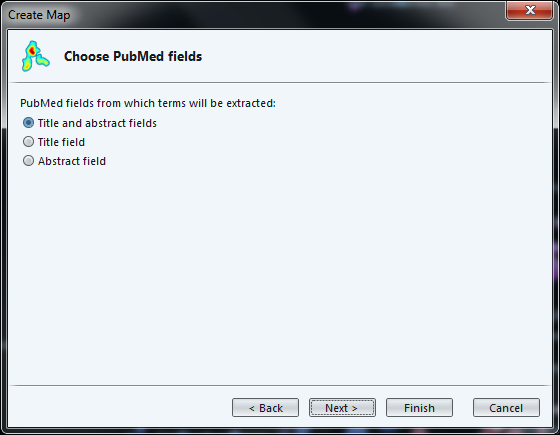 Create Map
Choose PubMed fields
PubMed fields from which terms will be extracted:
Title and abstract fields
Title field
Abstract field
< Back Next > Finish Cancel